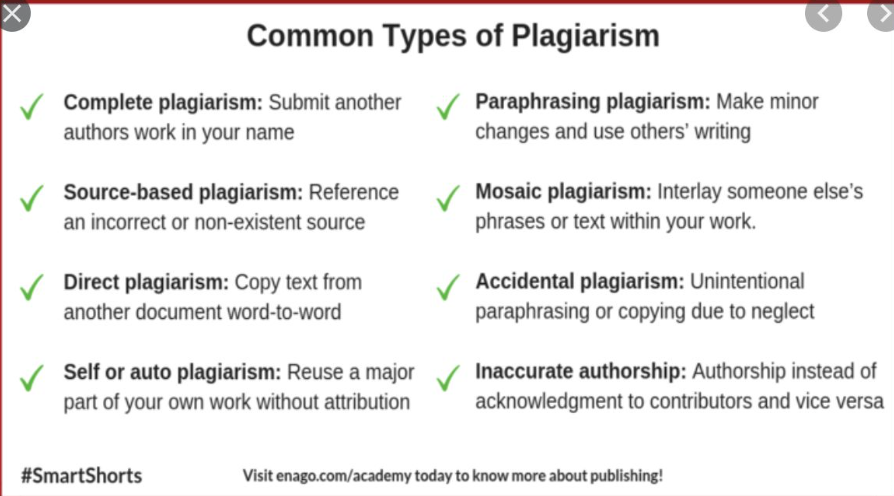 Common Types of Plagiarism
Complete plagiarism: Submit another
authors work in your name
Source-based plagiarism: Reference
an incorrect or non-existent source
Direct plagiarism: Copy text from
another document word-to-word
Self or auto plagiarism: Reuse a major
part of your own work without attribution
Paraphrasing plagiarism: Make minor
changes and use others’ writing
Mosaic plagiarism: Interlay someone else’s
phrases or text within your work.
Accidental plagiarism: Unintentional
paraphrasing or copying due to neglect
Inaccurate authorship: Authorship instead of
acknowledgment to contributors and vice versa
#SmartShorts
Visit enago.com/academy today to know more about publishing!